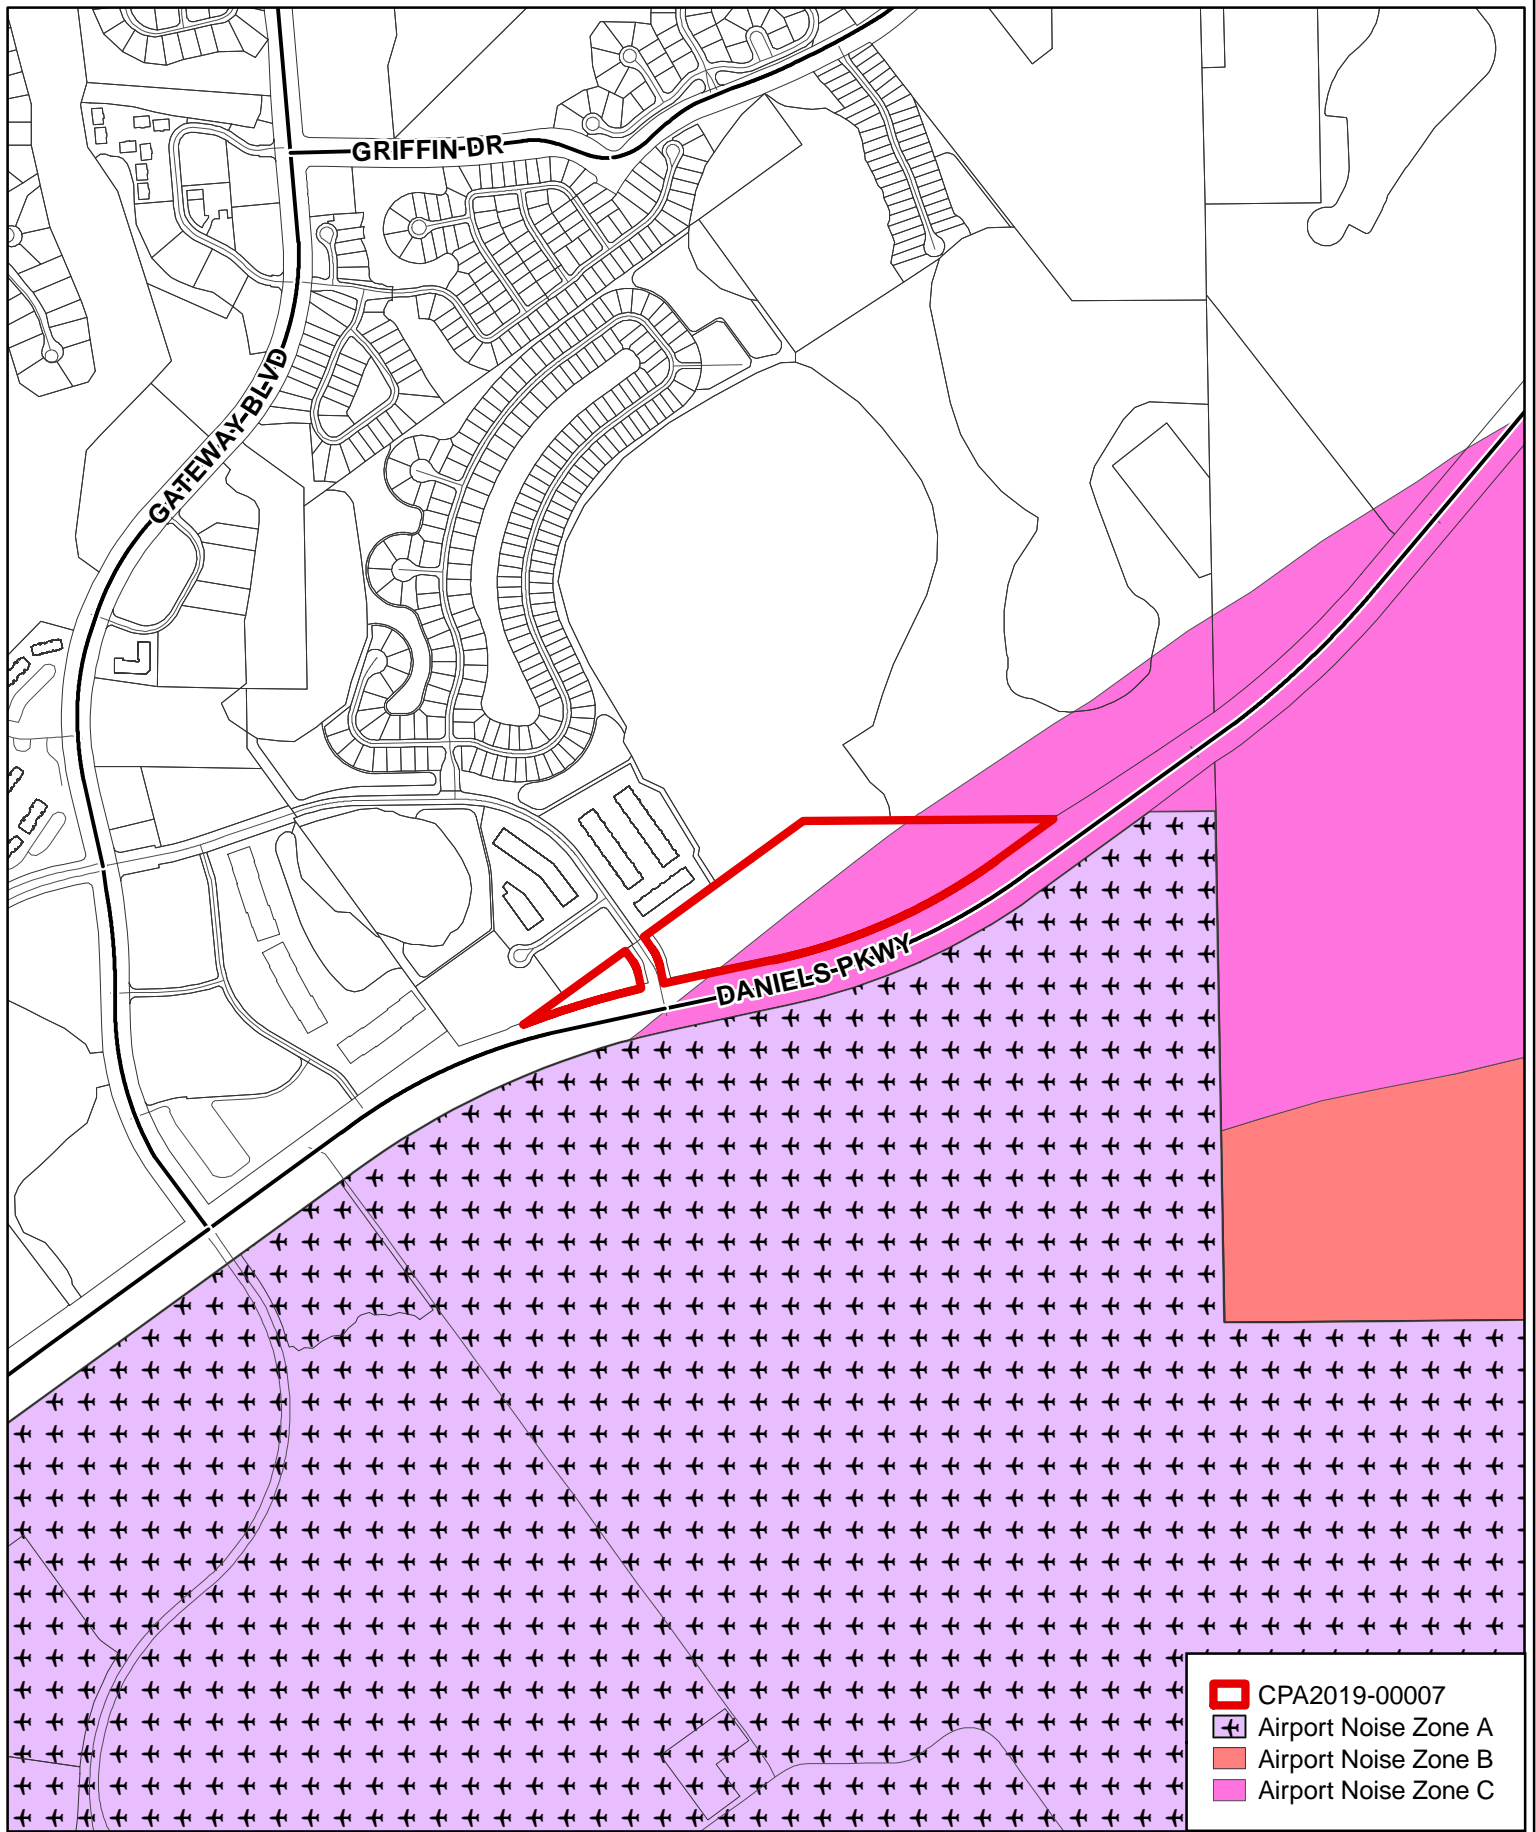 GRIFFIN-DR
GATEWAY-BLVD
DANIELS-PKWY
CPA2019-00007
Airport Noise Zone A
Airport Noise Zone B
Airport Noise Zone C